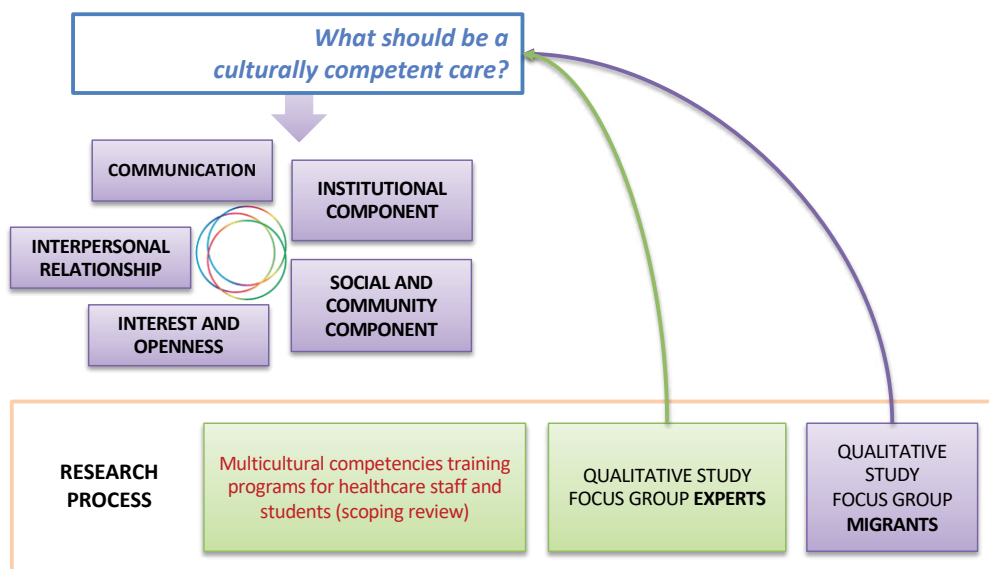 What should be a
culturally competent care?
COMMUNICATION
INSTITUTIONAL
COMPONENT
INTERPERSONAL
RELATIONSHIP
SOCIAL AND
COMMUNITY
COMPONENT
INTEREST AND
OPENNESS
RESEARCH
PROCESS
Multicultural competencies training
programs for healthcare staff and
students (scoping review)
QUALITATIVE STUDY
FOCUS GROUP EXPERTS
QUALITATIVE
STUDY
FOCUS GROUP
MIGRANTS